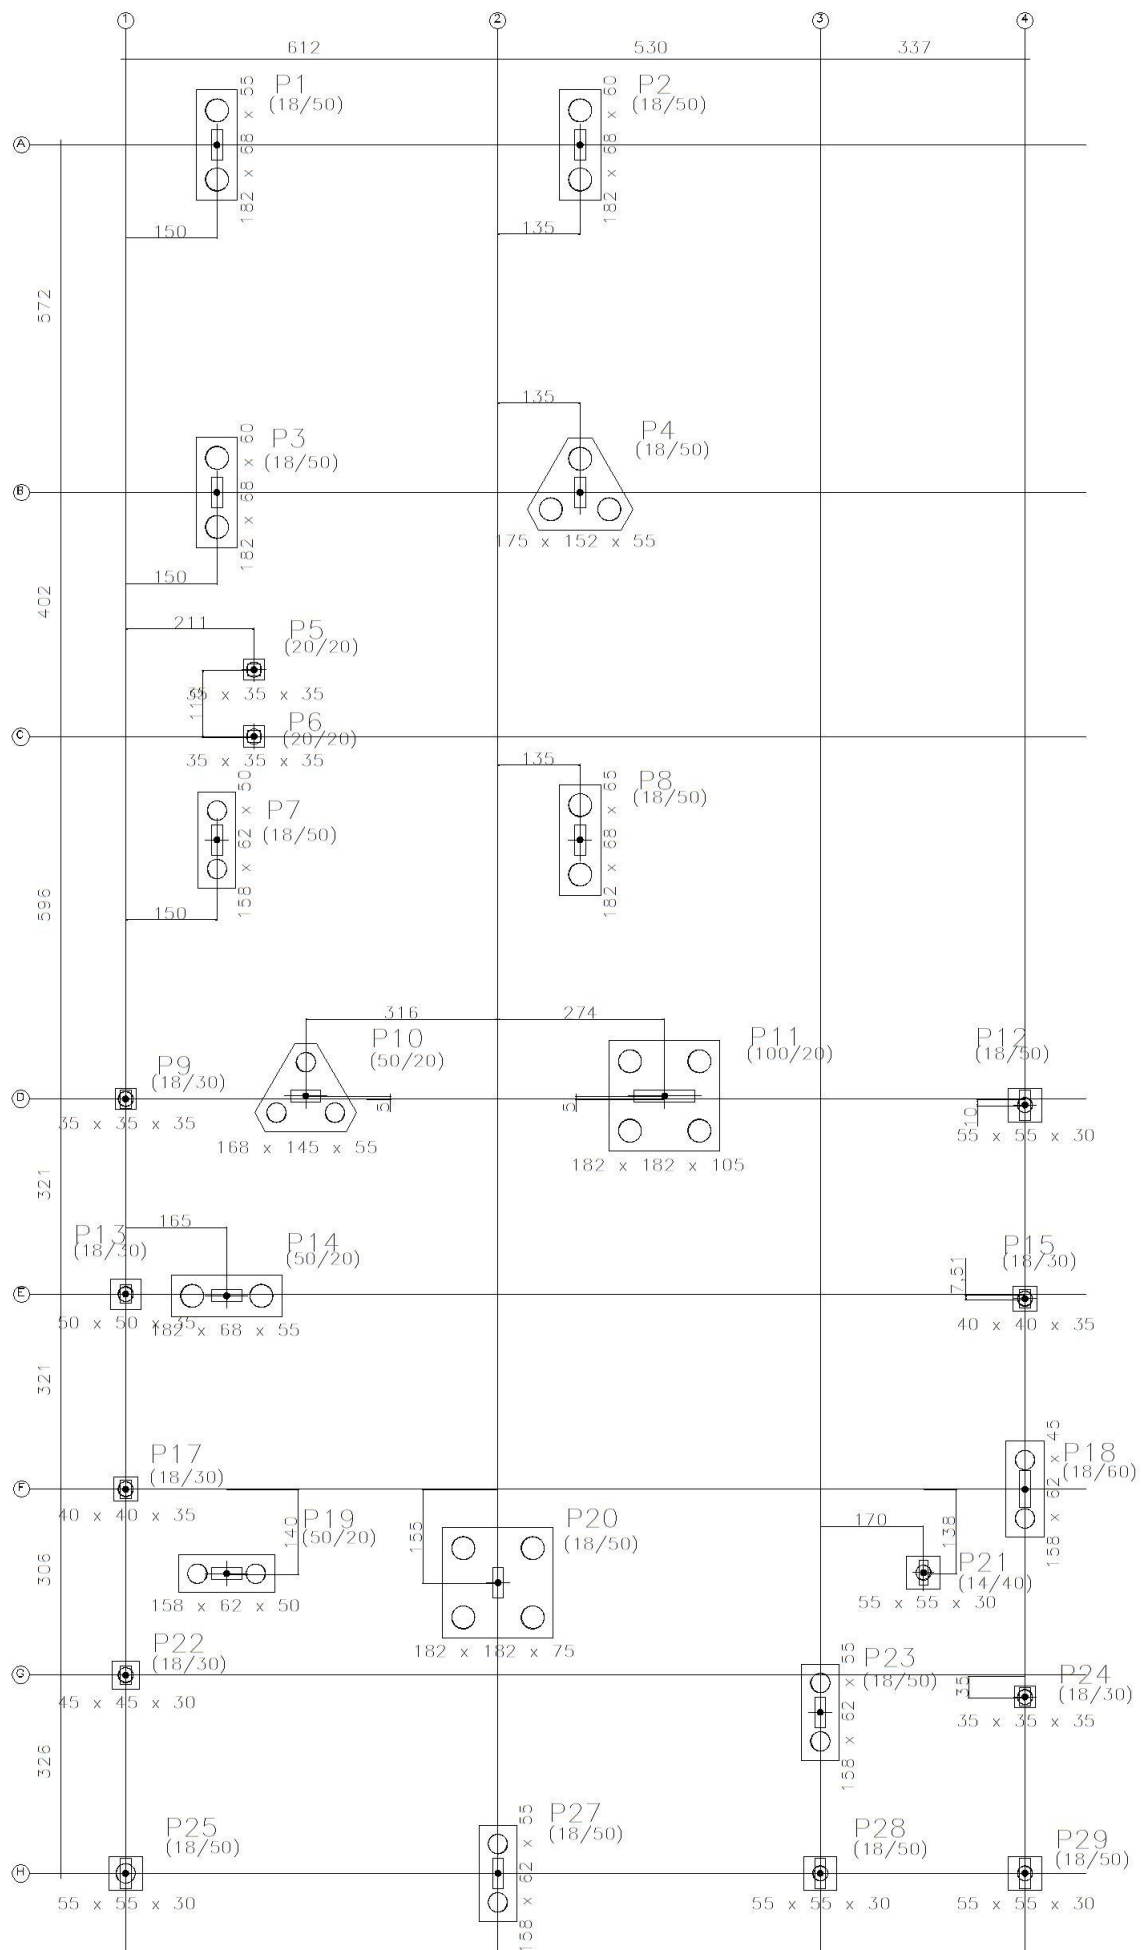 1 2 3 4
612 530 337
P1
(18/50)
182 x 68 x 55
P2
(18/50)
182 x 68 x 60
A
150
135
572
135
P3
(18/50)
182 x 68 x 60
P4
(18/50)
175 x 152 x 55
B
150
402
211
P5
(20/20)
35 x 35 x 35
P6
(20/20)
35 x 35 x 35
C
135
P7
(18/50)
158 x 62 x 50
P8
(18/50)
182 x 68 x 65
150
596
316 274
P9
(18/30)
35 x 35 x 35
P10
(50/20)
168 x 145 x 55
5
P11
(100/20)
182 x 182 x 105
5
P12
(18/50)
55 x 55 x 30
10
D
321
165
P13
(18/30)
50 x 50 x 35
P14
(50/20)
182 x 68 x 55
P15
(18/30)
40 x 40 x 35
7,51
E
321
P17
(18/30)
40 x 40 x 35
P18
(18/60)
158 x 62 x 45
F
P19
(50/20)
140
158 x 62 x 50
155
P20
(18/50)
182 x 182 x 75
170
138
P21
(14/40)
55 x 55 x 30
306
P22
(18/30)
45 x 45 x 30
G
P23
(18/50)
158 x 62 x 55
P24
(18/30)
35
35 x 35 x 35
326
P25
(18/50)
55 x 55 x 30
P27
(18/50)
158 x 62 x 55
P28
(18/50)
55 x 55 x 30
P29
(18/50)
55 x 55 x 30
H